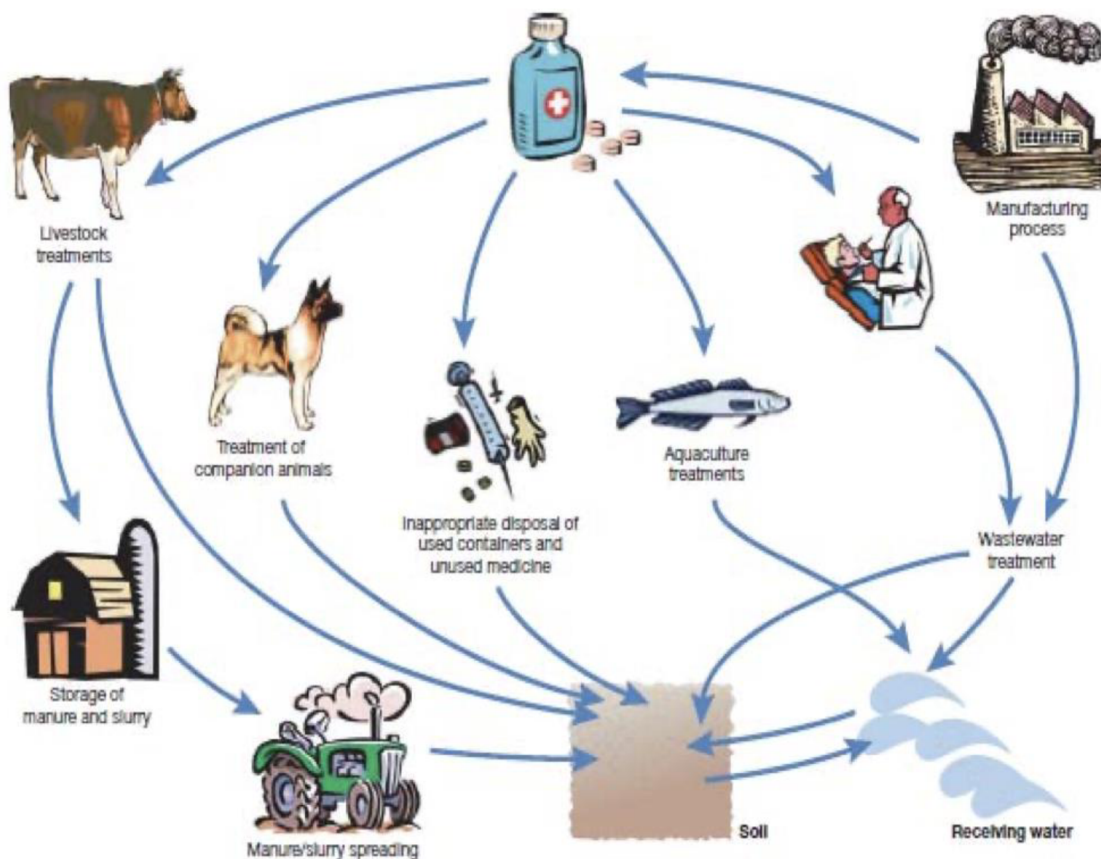 Livestock
treatments
Manufacturing
process
Treatment of
companion animals
Inappropriate disposal of
used containers and
unused medicine
Aquaculture
treatments
Wastewater
treatment
Storage of
manure and slurry
Manure/slurry spreading
Soil
Receiving water